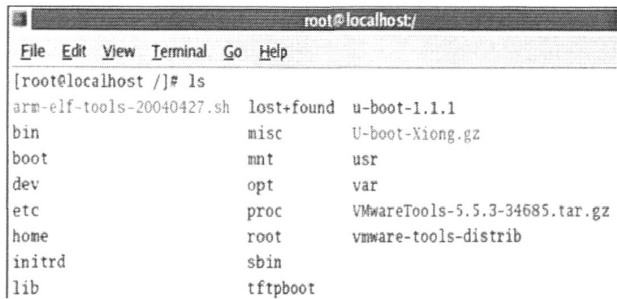 root@localhost:/
File Edit View Terminal Go Help
[root@localhost /]# ls
arm-elf-tools-20040427.sh lost+found u-boot-1.1.1
bin misc U-boot-Xiong.gz
boot mnt usr
dev opt var
etc proc VMwareTools-5.5.3-34685.tar.gz
home root vmware-tools-distrib
initrd sbin
lib tftpboot